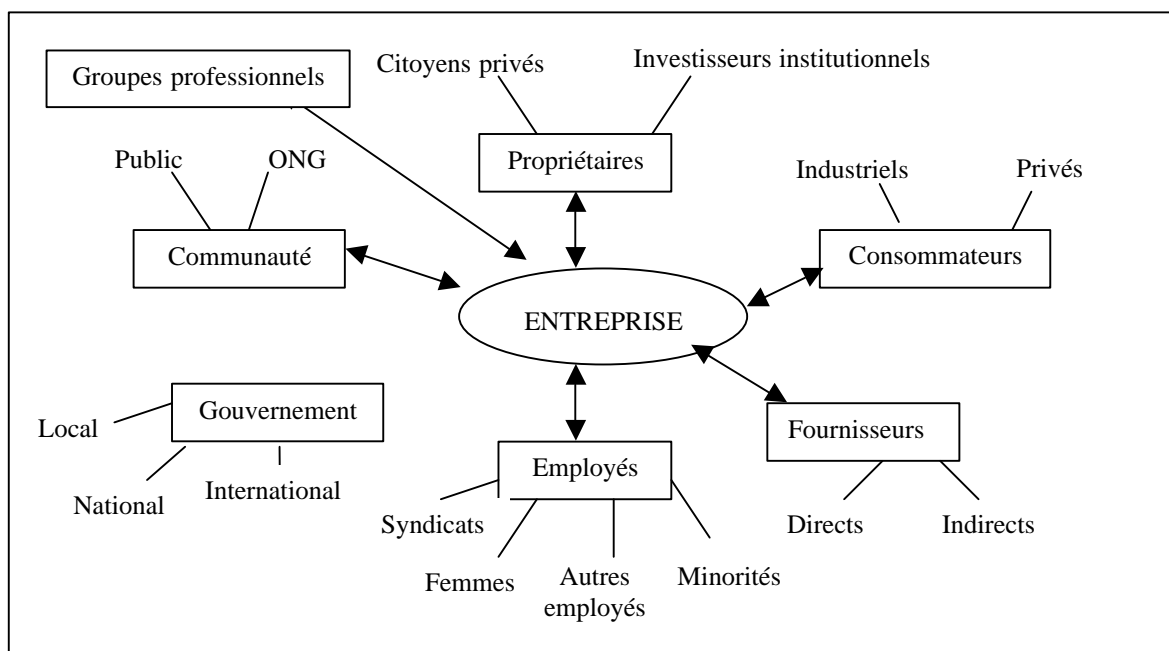 Groupes professionnels
Citoyens privés
Investisseurs institutionnels
Public
ONG
Propriétaires
Industriels
Privés
Communauté
Consommateurs
ENTREPRISE
Gouvernement
Local
National
International
Fournisseurs
Directs
Indirects
Employés
Syndicats
Femmes
Autres
employés
Minorités